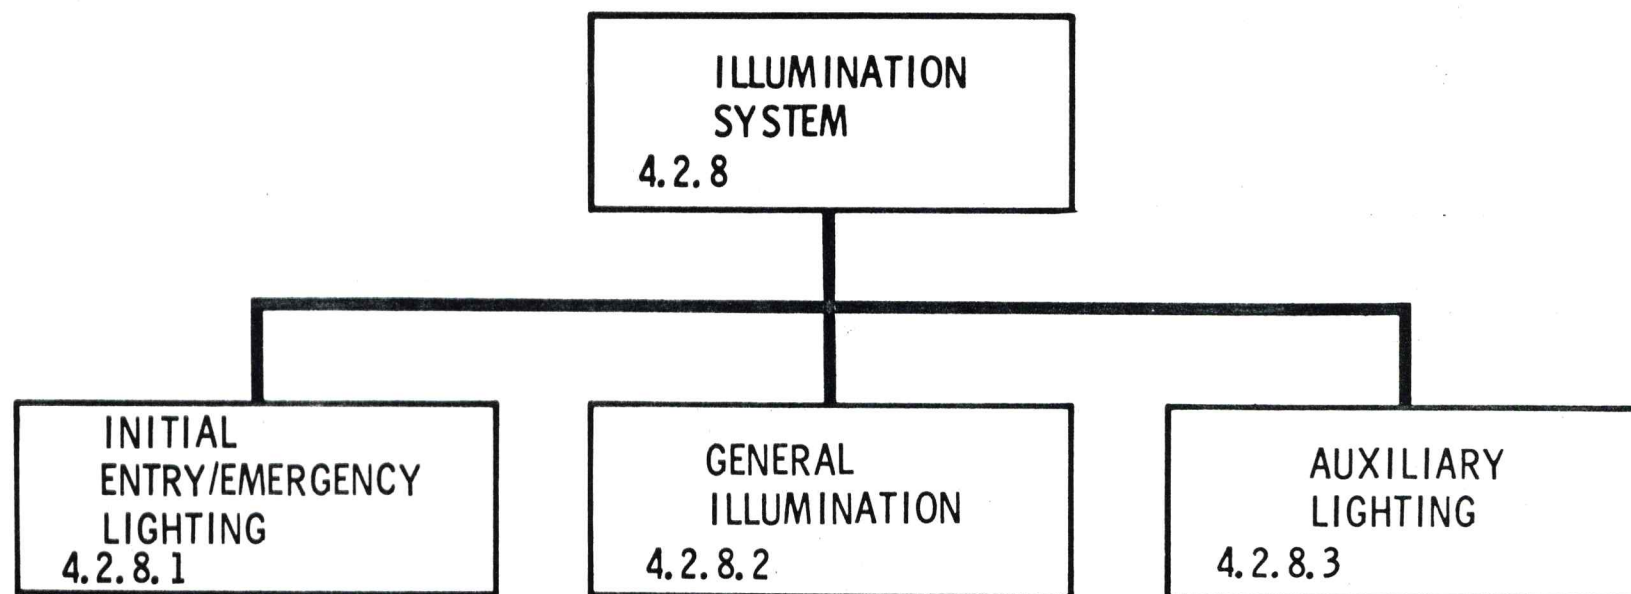 ILLUMINATION
SYSTEM
4.2.8
INITIAL
ENTRY/EMERGENCY
LIGHTING
4.2.8.1
GENERAL
ILLUMINATION
4.2.8.2
AUXILIARY
LIGHTING
4.2.8.3